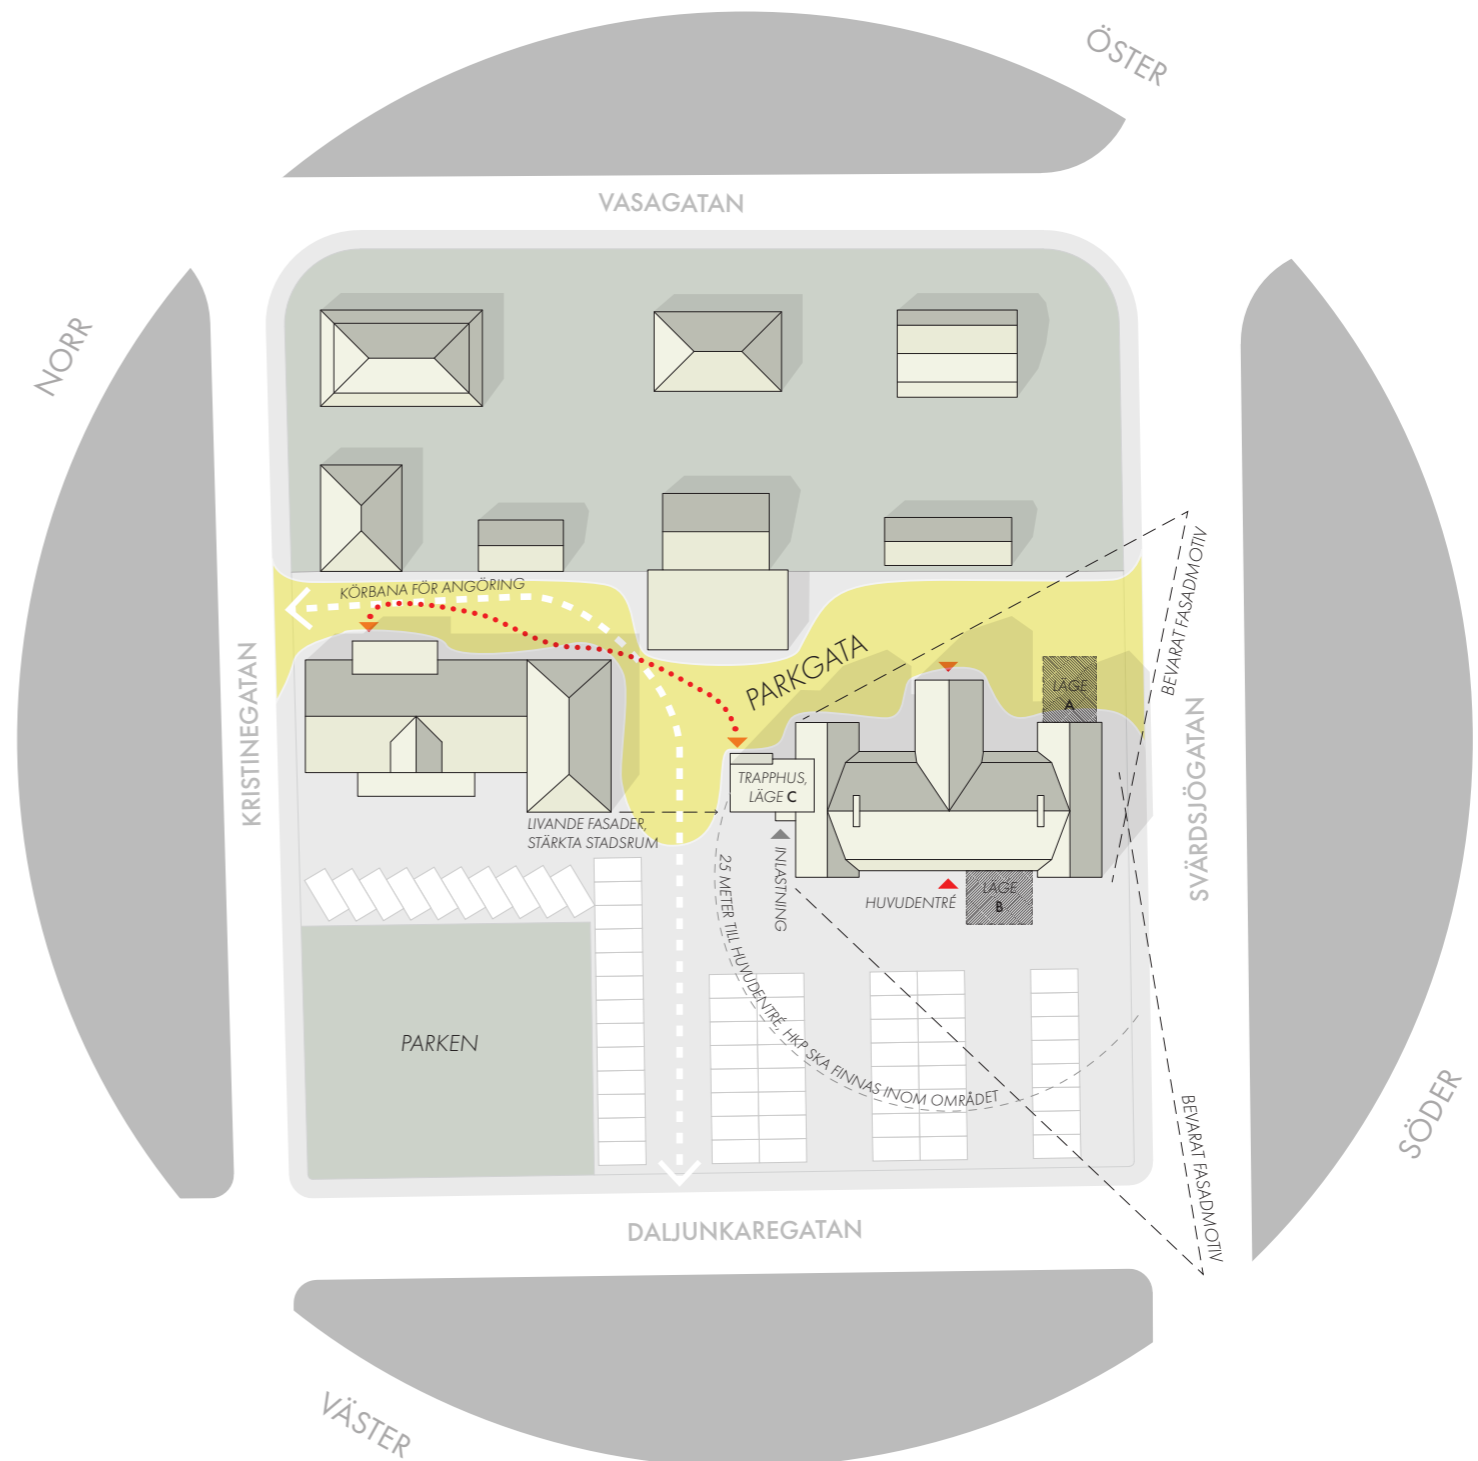 ÖSTER
VASAGATAN
NORR
KÖRBANA FÖR ANGÖRING
BEVARAT FASADMOTIV
PARKGATA
KRISTINEGATAN
LÄGE
A
SVÄRDSJÖGATAN
TRAPPHUS,
LÄGE C
LIVANDE FASADER,
STÄRKTA STADSRUM
INLASTNING
HUVUDENTRÉ
LÄGE
B
25 METER TILL HUVUDENTRÉ, HKP SKA FINNAS INOM OMRÅDET
PARKEN
BEVARAT FASADMOTIV
SÖDER
DALJUNKAREGATAN
VÄSTER